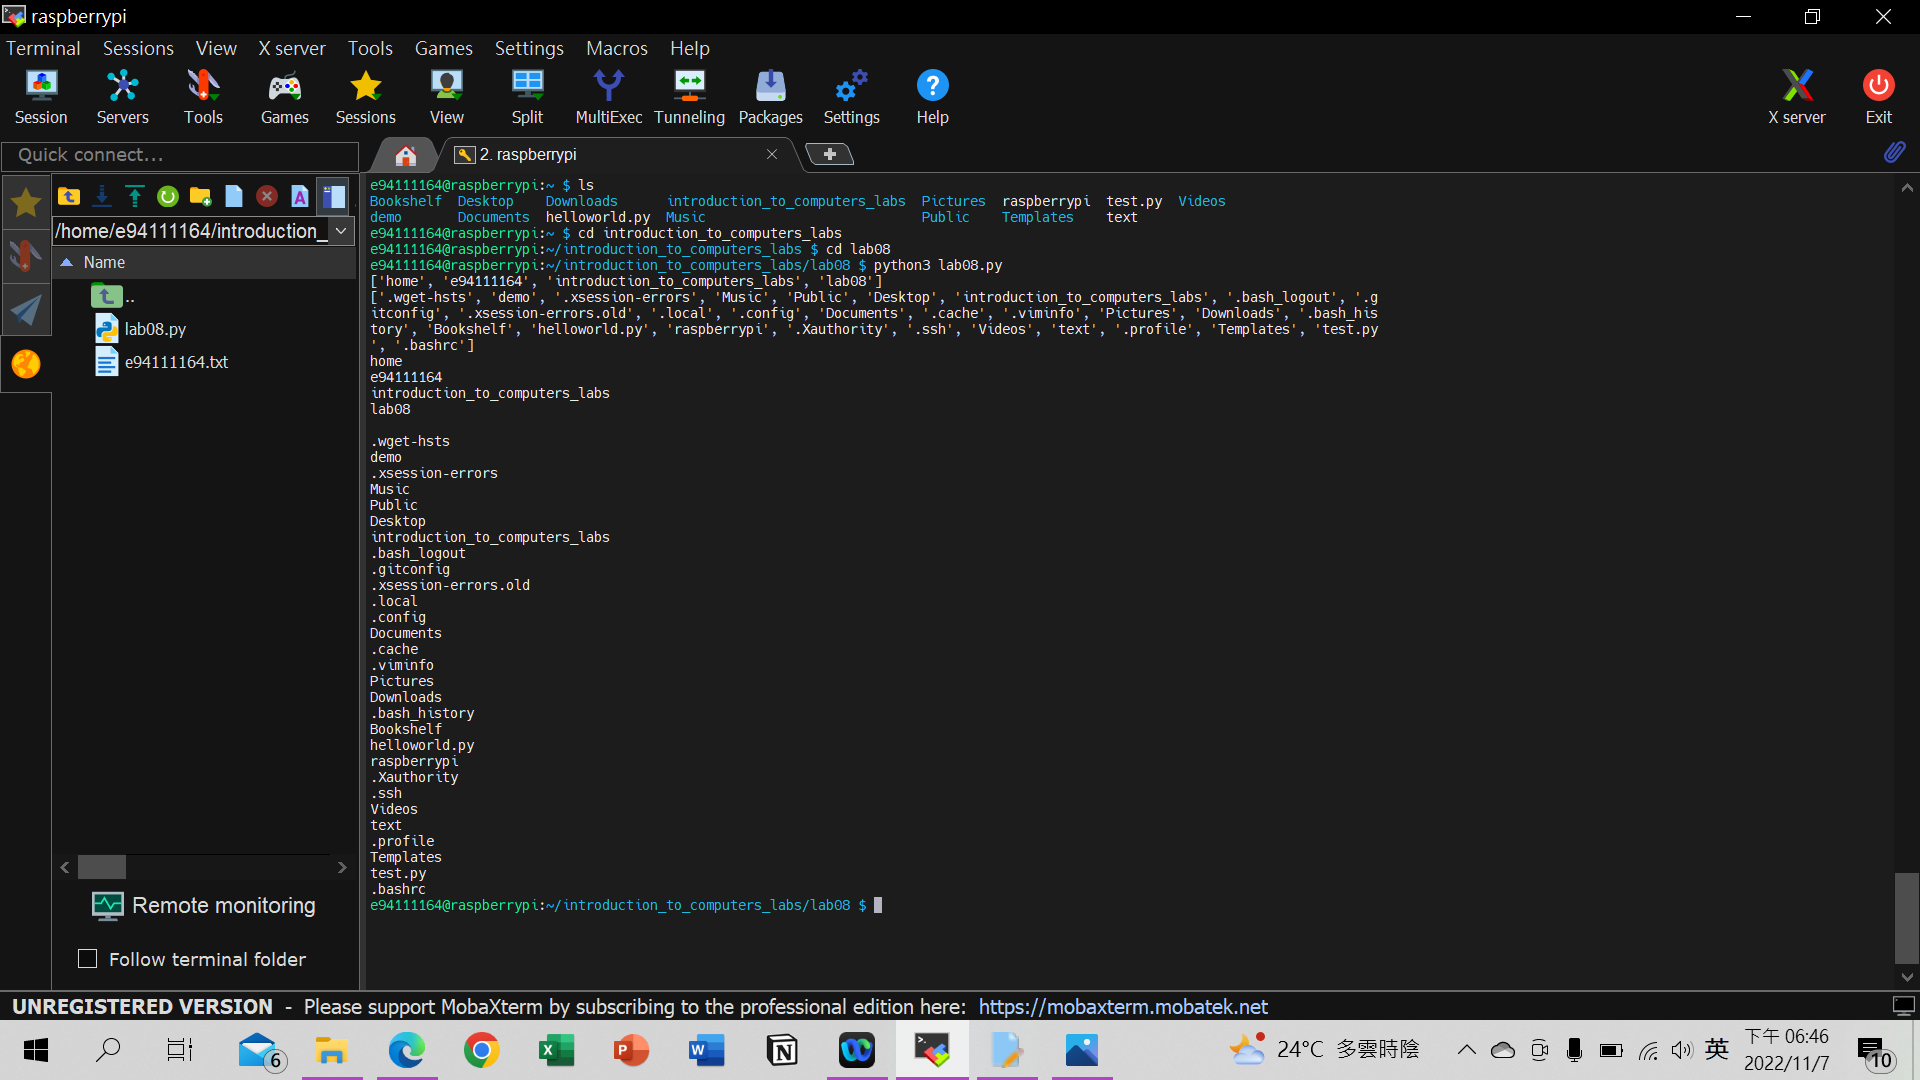 raspberrypi
Terminal Sessions View X server Tools Games Settings Macros Help
Session Servers Tools Games Sessions View Split MultiExec Tunneling Packages Settings Help X server Exit
Quick connect...
2. raspberrypi
/home/e94111164/introduction_
Name
..
lab08.py
e94111164.txt
Remote monitoring
Follow terminal folder
e94111164@raspberrypi:~ $ ls
Bookshelf Desktop Downloads introduction_to_computers_labs Pictures raspberrypi test.py Videos
demo Documents helloworld.py Music Public Templates text
e94111164@raspberrypi:~ $ cd introduction_to_computers_labs
e94111164@raspberrypi:~/introduction_to_computers_labs $ cd lab08
e94111164@raspberrypi:~/introduction_to_computers_labs/lab08 $ python3 lab08.py
['home', 'e94111164', 'introduction_to_computers_labs', 'lab08']
['.wget-hsts', 'demo', '.xsession-errors', 'Music', 'Public', 'Desktop', 'introduction_to_computers_labs', '.bash_logout', '.g
itconfig', '.xsession-errors.old', '.local', '.config', 'Documents', '.cache', '.viminfo', 'Pictures', 'Downloads', '.bash_his
tory', 'Bookshelf', 'helloworld.py', 'raspberrypi', '.Xauthority', '.ssh', 'Videos', 'text', '.profile', 'Templates', 'test.py
', '.bashrc']
home
e94111164
introduction_to_computers_labs
lab08
.wget-hsts
demo
.xsession-errors
Music
Public
Desktop
introduction_to_computers_labs
.bash_logout
.gitconfig
.xsession-errors.old
.local
.config
Documents
.cache
.viminfo
Pictures
Downloads
.bash_history
Bookshelf
helloworld.py
raspberrypi
.Xauthority
.ssh
Videos
text
.profile
Templates
test.py
.bashrc
e94111164@raspberrypi:~/introduction_to_computers_labs/lab08 $
UNREGISTERED VERSION - Please support MobaXterm by subscribing to the professional edition here: https://mobaxterm.mobatek.net
6
24°C 多雲時陰
英
下午 06:46
2022/11/7
10